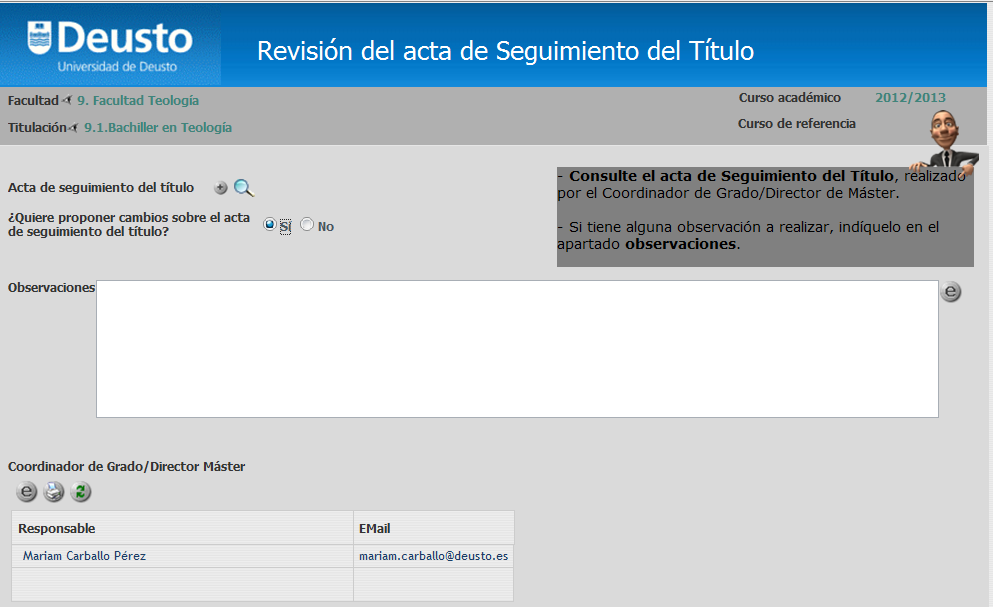 Deusto
Universidad de Deusto
Revisión del acta de Seguimiento del Título
Facultad 9. Facultad Teología
Titulación 9.1.Bachiller en Teología
Curso académico 2012/2013
Curso de referencia
Acta de seguimiento del título
¿Quiere proponer cambios sobre el acta
de seguimiento del título?
Sí No
- Consulte el acta de Seguimiento del Título, realizado
por el Coordinador de Grado/Director de Máster.
- Si tiene alguna observación a realizar, indíquelo en el
apartado observaciones.
Observaciones
e
Coordinador de Grado/Director Máster
e
Responsable EMail
Mariam Carballo Pérez mariam.carballo@deusto.es